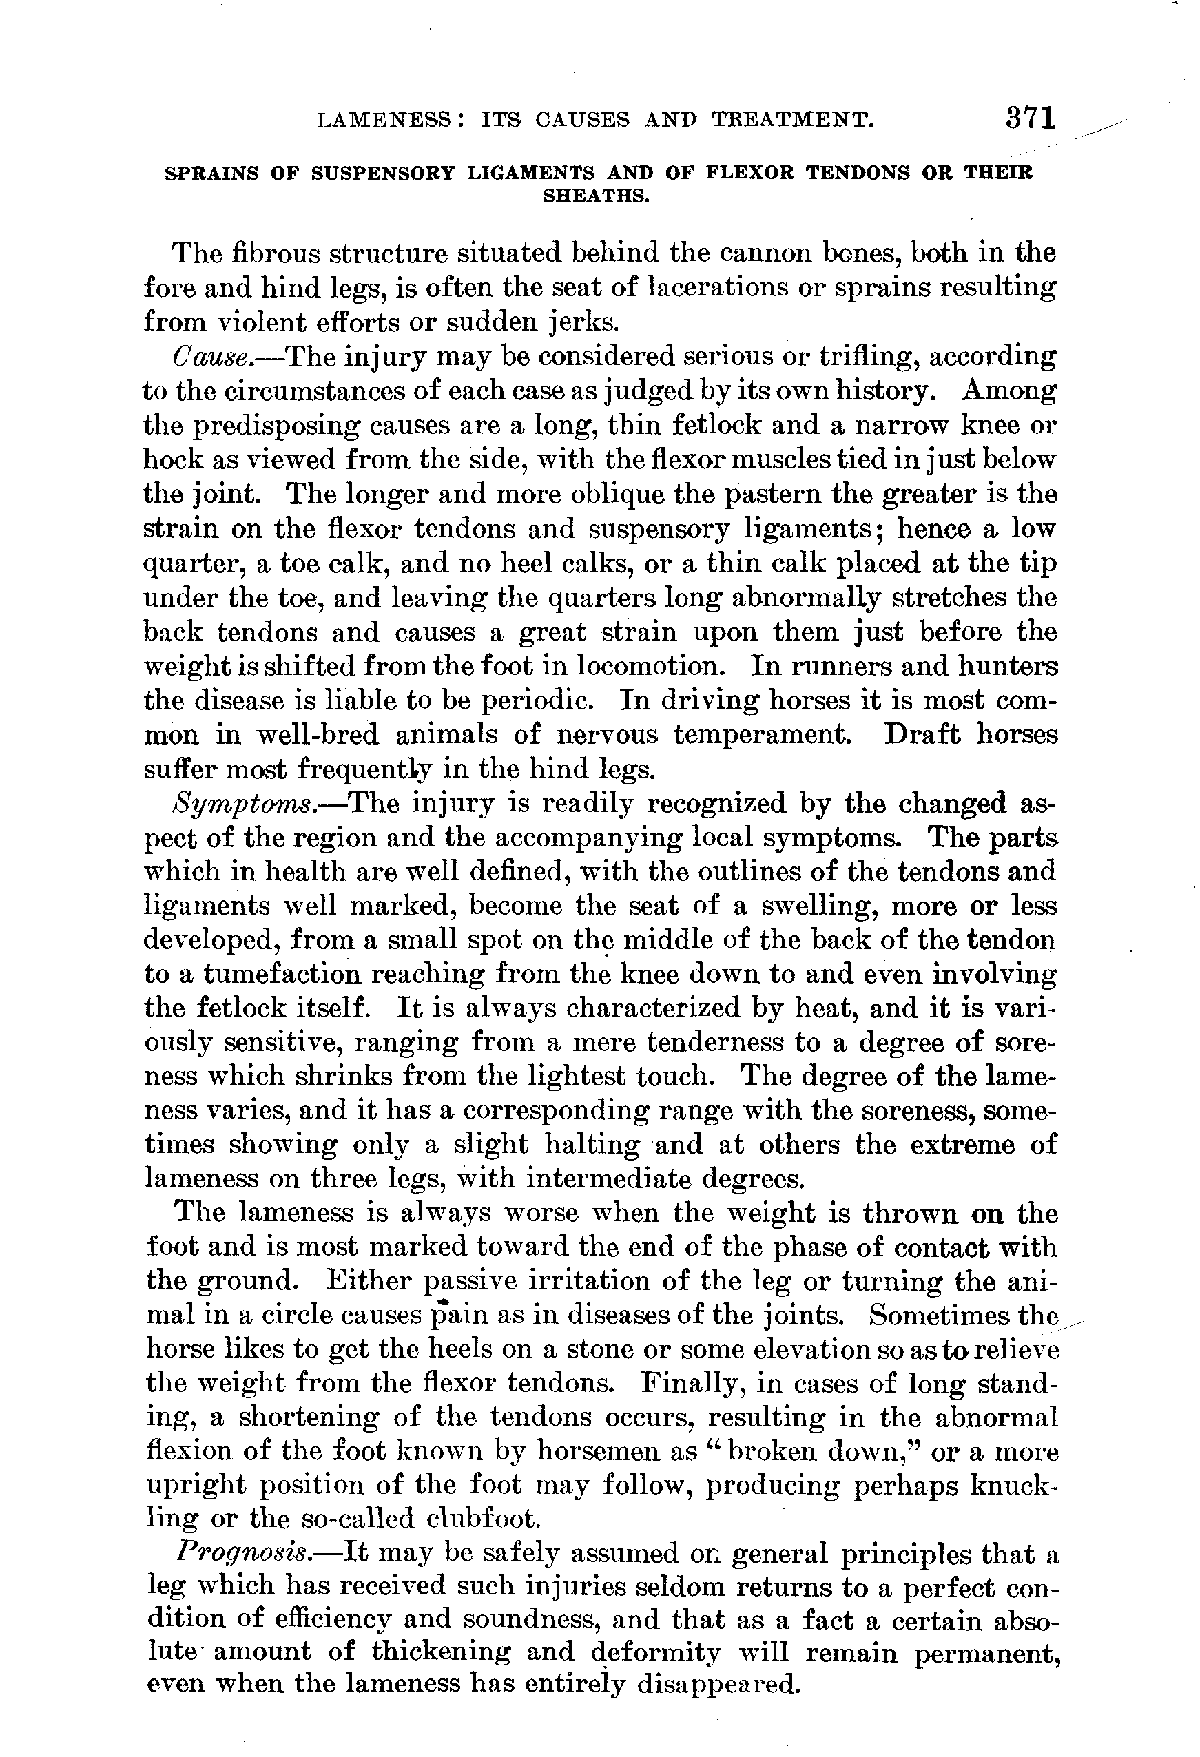 LAMENESS: ITS CAUSES AND TREATMENT. 371
SPRAINS OF SUSPENSORY LIGAMENTS AND OF FLEXOR TENDONS OR THEIR
SHEATHS.
The fibrous structure situated behind the cannon bones, both in the
fore and hind legs, is often the seat of lacerations or sprains resulting
from violent efforts or sudden jerks.
Cause.—The injury may be considered serious or trifling, according
to the circumstances of each case as judged by its own history. Among
the predisposing causes are a long, thin fetlock and a narrow knee or
hock as viewed from the side, with the flexor muscles tied in just below
the joint. The longer and more oblique the pastern the greater is the
strain on the flexor tendons and suspensory ligaments; hence a low
quarter, a toe calk, and no heel calks, or a thin calk placed at the tip
under the toe, and leaving the quarters long abnormally stretches the
back tendons and causes a great strain upon them just before the
weight is shifted from the foot in locomotion. In runners and hunters
the disease is liable to be periodic. In driving horses it is most com-
mon in well-bred animals of nervous temperament. Draft horses
suffer most frequently in the hind legs.
Symptoms.—The injury is readily recognized by the changed as-
pect of the region and the accompanying local symptoms. The parts
which in health are well defined, with the outlines of the tendons and
ligaments well marked, become the seat of a swelling, more or less
developed, from a small spot on the middle of the back of the tendon
to a tumefaction reaching from the knee down to and even involving
the fetlock itself. It is always characterized by heat, and it is vari-
ously sensitive, ranging from a mere tenderness to a degree of sore-
ness which shrinks from the lightest touch. The degree of the lame-
ness varies, and it has a corresponding range with the soreness, some-
times showing only a slight halting and at others the extreme of
lameness on three legs, with intermediate degrees.
The lameness is always worse when the weight is thrown on the
foot and is most marked toward the end of the phase of contact with
the ground. Either passive irritation of the leg or turning the ani-
mal in a circle causes pain as in diseases of the joints. Sometimes the
horse likes to get the heels on a stone or some elevation so as to relieve
the weight from the flexor tendons. Finally, in cases of long stand-
ing, a shortening of the tendons occurs, resulting in the abnormal
flexion of the foot known by horsemen as "broken down," or a more
upright position of the foot may follow, producing perhaps knuck-
ling or the so-called clubfoot.
Prognosis.—It may be safely assumed on general principles that a
leg which has received such injuries seldom returns to a perfect con-
dition of efficiency and soundness, and that as a fact a certain abso-
lute amount of thickening and deformity will remain permanent,
even when the lameness has entirely disappeared.